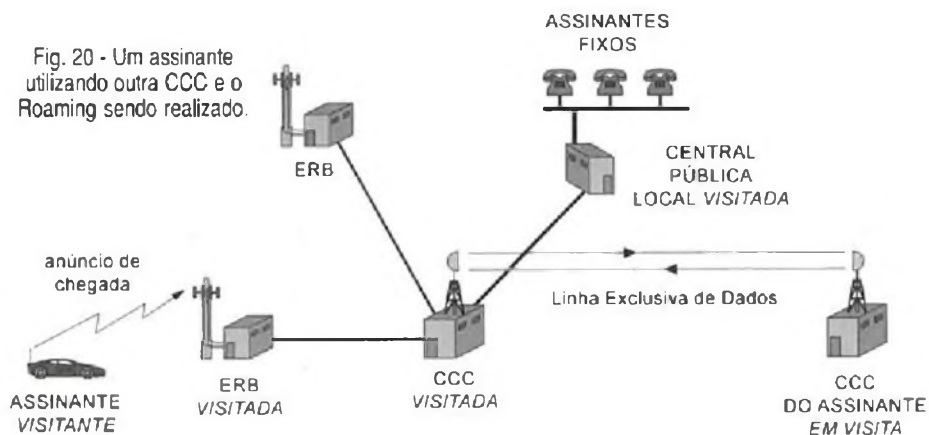 Fig. 20 - Um assinante
utilizando outra CCC e o
Roaming sendo realizado.
ASSINANTES
FIXOS
ERB
CENTRAL
PÚBLICA
LOCAL VISITADA
anúncio de
chegada
Linha Exclusiva de Dados
ASSINANTE
VISITANTE
ERB
VISITADA
CCC
VISITADA
CCC
DO ASSINANTE
EM VISITA